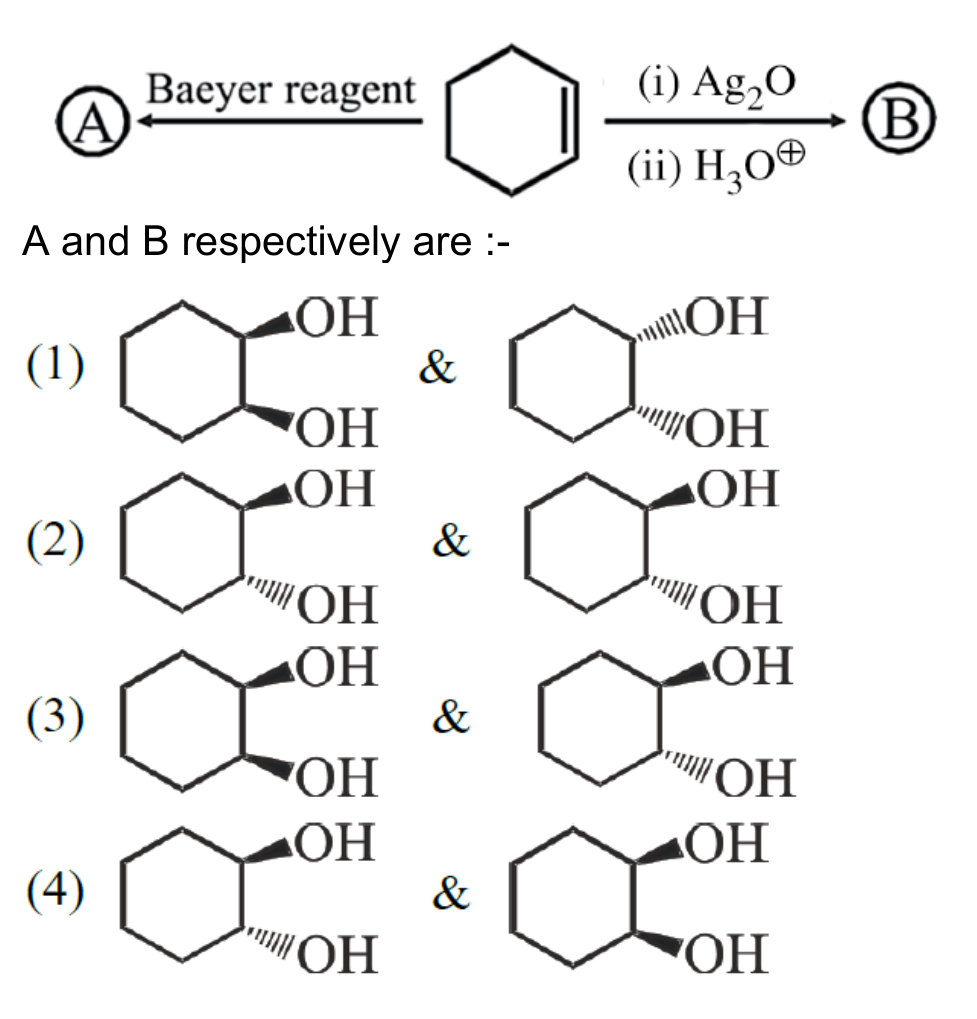 Baeyer reagent (i) Ag₂O
A B
(ii) H₃O⊕
A and B respectively are :-
OH OH
(1) &
OH OH
OH OH
(2) &
OH OH
OH OH
(3) &
OH OH
OH OH
(4) &
OH OH